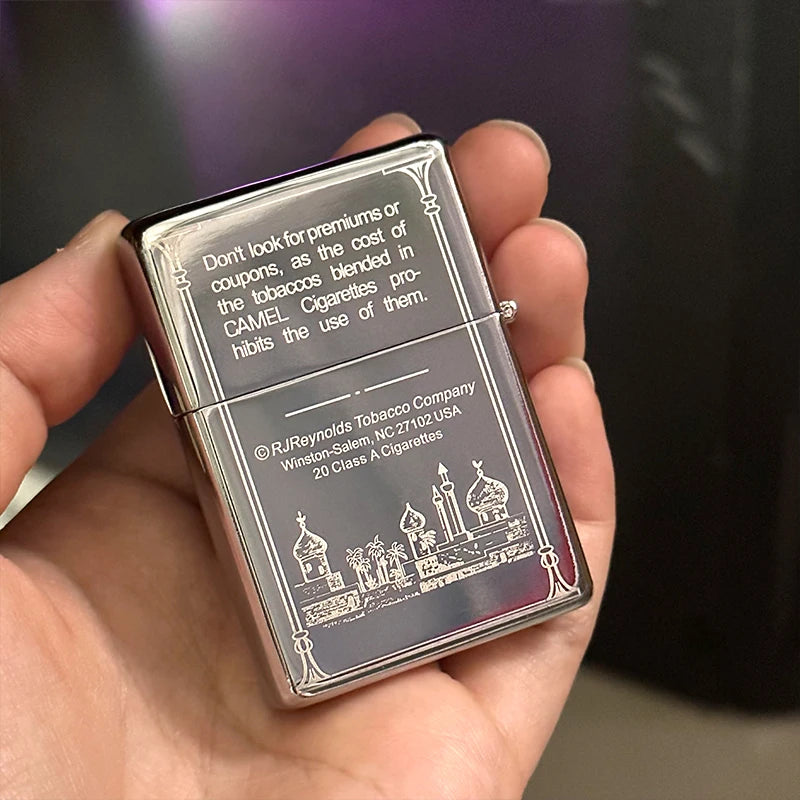 Don't look for premiums or
coupons, as the cost of
the tobaccos blended in
CAMEL Cigarettes pro-
hibits the use of them.
© RJReynolds Tobacco Company
Winston-Salem, NC 27102 USA
20 Class A Cigarettes